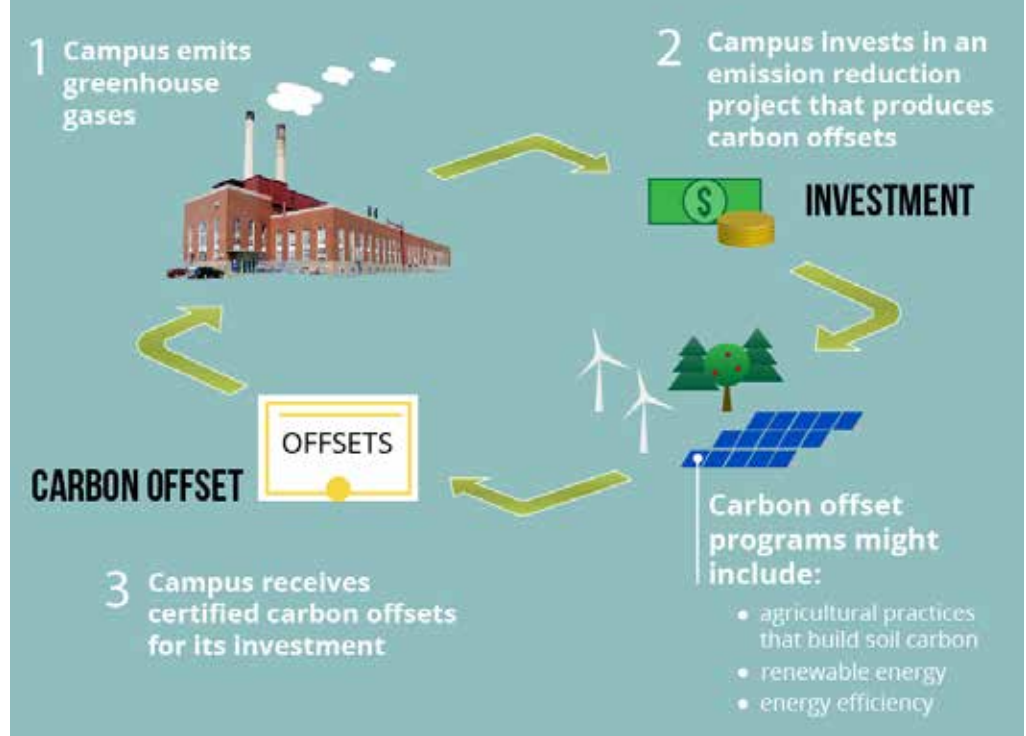 1 Campus emits
greenhouse
gases
2 Campus invests in an
emission reduction
project that produces
carbon offsets
$
INVESTMENT
OFFSETS
CARBON OFFSET
Carbon offset
programs might
include:
• agricultural practices
that build soil carbon
• renewable energy
• energy efficiency
3 Campus receives
certified carbon offsets
for its investment